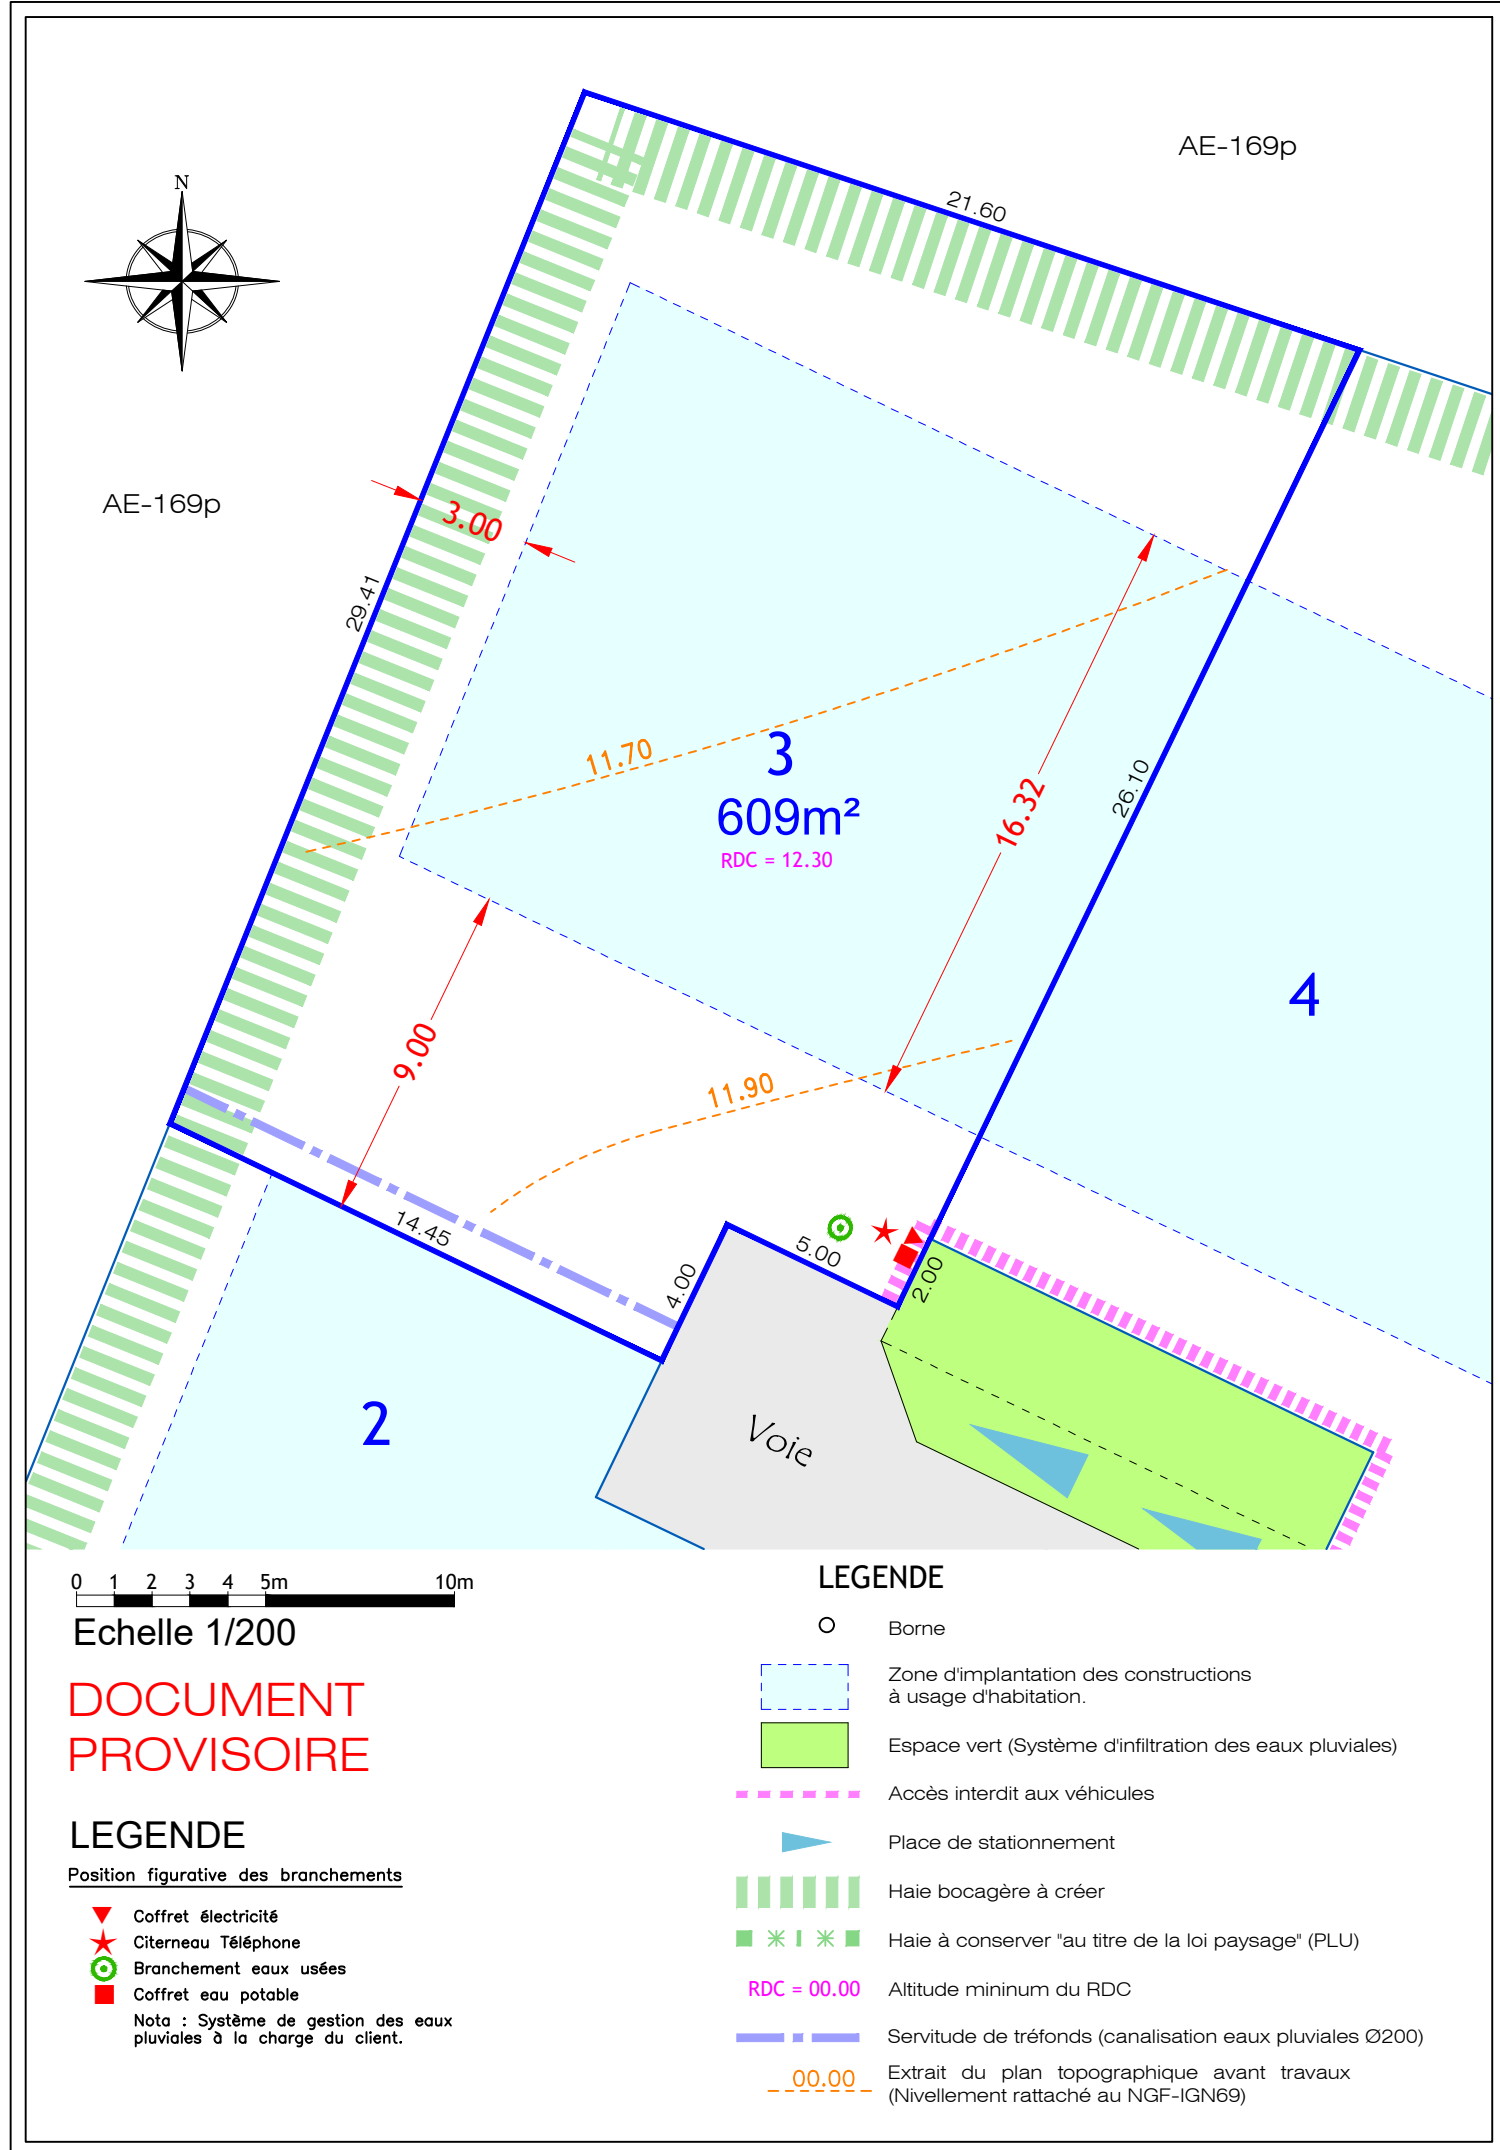 AE-169p
N
21.60
AE-169p
3.00
29.41
11.70
3
609m²
RDC = 12.30
16.32
26.10
4
9.00
11.90
14.45
5.00
4.00
2.00
2
Voie
0 1 2 3 4 5m 10m
Echelle 1/200
DOCUMENT
PROVISOIRE
LEGENDE
Position figurative des branchements
Coffret électricité
Citerneau Téléphone
Branchement eaux usées
Coffret eau potable
Nota : Système de gestion des eaux
pluviales à la charge du client.
LEGENDE
Borne
Zone d'implantation des constructions
à usage d'habitation.
Espace vert (Système d'infiltration des eaux pluviales)
Accès interdit aux véhicules
Place de stationnement
Haie bocagère à créer
Haie à conserver "au titre de la loi paysage" (PLU)
RDC = 00.00 Altitude mininum du RDC
Servitude de tréfonds (canalisation eaux pluviales Ø200)
00.00 Extrait du plan topographique avant travaux
(Nivellement rattaché au NGF-IGN69)